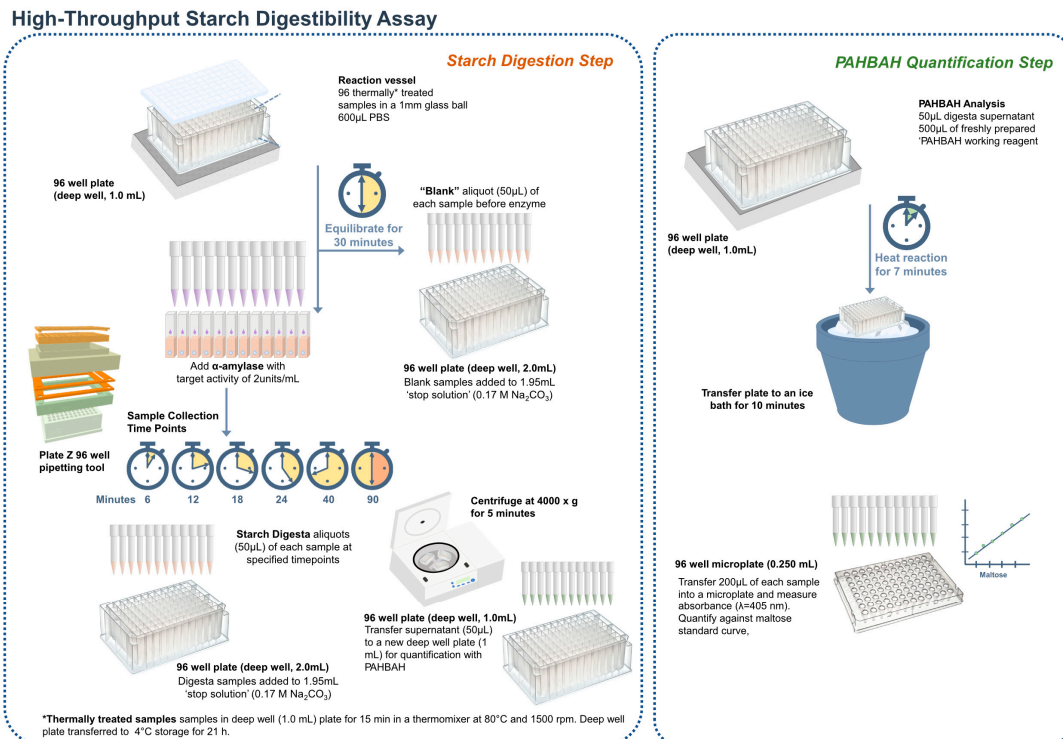 High-Throughput Starch Digestibility Assay
Starch Digestion Step
Reaction vessel
96 thermally* treated
samples in a 1mm glass ball
600µL PBS
96 well plate
(deep well, 1.0 mL)
Equilibrate for
30 minutes
“Blank” aliquot (50µL) of
each sample before enzyme
96 well plate (deep well, 2.0mL)
Blank samples added to 1.95mL
‘stop solution’ (0.17 M Na₂CO₃)
Add α-amylase with
target activity of 2units/mL
Plate Z 96 well
pipetting tool
Sample Collection
Time Points
Minutes 6 12 18 24 40 90
Starch Digesta aliquots
(50µL) of each sample at
specified timepoints
96 well plate (deep well, 2.0mL)
Digesta samples added to 1.95mL
‘stop solution’ (0.17 M Na₂CO₃)
Centrifuge at 4000 x g
for 5 minutes
96 well plate (deep well, 1.0mL)
Transfer supernatant (50µL)
to a new deep well plate (1
mL) for quantification with
PAHBAH
*Thermally treated samples samples in deep well (1.0 mL) plate for 15 min in a thermomixer at 80°C and 1500 rpm. Deep well
plate transferred to 4°C storage for 21 h.
PAHBAH Quantification Step
PAHBAH Analysis
50µL digesta supernatant
500µL of freshly prepared
‘PAHBAH working reagent
96 well plate
(deep well, 1.0mL)
Heat reaction
for 7 minutes
Transfer plate to an ice
bath for 10 minutes
96 well microplate (0.250 mL)
Transfer 200µL of each sample
into a microplate and measure
absorbance (λ=405 nm).
Quantify against maltose
standard curve,
Maltose